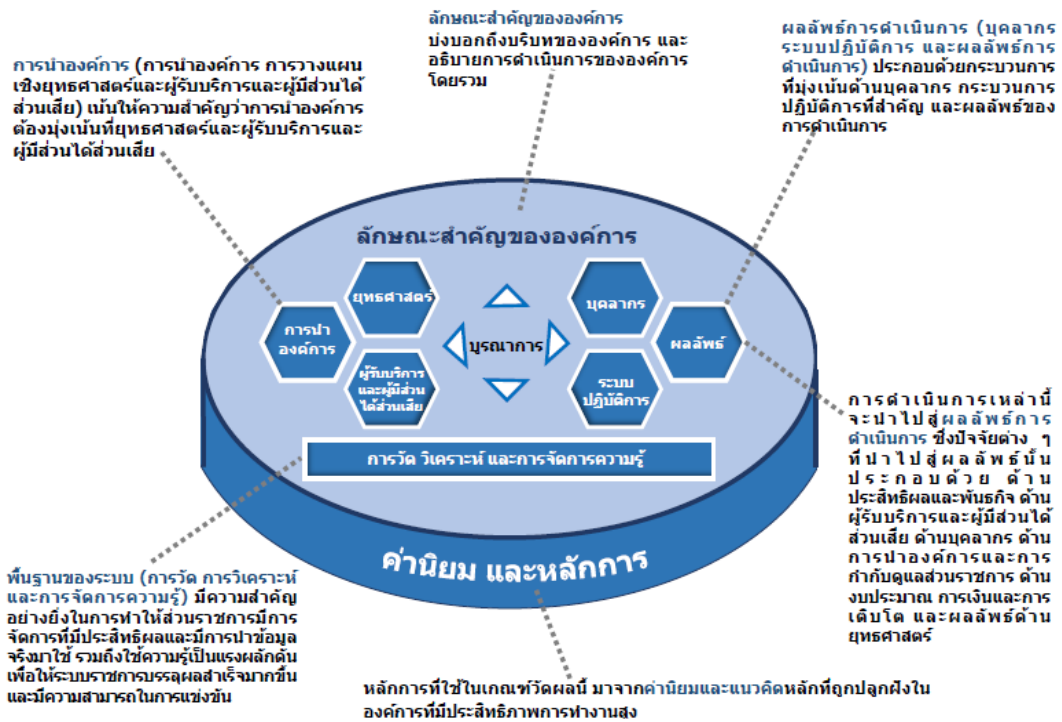 ลักษณะสำคัญขององค์การ
บ่งบอกถึงบริบทขององค์การ และ
อธิบายการดำเนินการขององค์การ
โดยรวม
การนำองค์การ (การนำองค์การ การวางแผน
เชิงยุทธศาสตร์และผู้รับบริการและผู้มีส่วนได้
ส่วนเสีย) เน้นให้ความสำคัญว่าการนำองค์การ
ต้องมุ่งเน้นที่ยุทธศาสตร์และผู้รับบริการและ
ผู้มีส่วนได้ส่วนเสีย
ผลลัพธ์การดำเนินการ (บุคลากร
ระบบปฏิบัติการ และผลลัพธ์การ
ดำเนินการ) ประกอบด้วยกระบวนการ
ที่มุ่งเน้นด้านบุคลากร กระบวนการ
ปฏิบัติการที่สำคัญ และผลลัพธ์ของ
การดำเนินการ
ลักษณะสำคัญขององค์การ
ยุทธศาสตร์
บุคลากร
การนำ
องค์การ
บูรณาการ
ผลลัพธ์
ผู้รับบริการ
และผู้มีส่วน
ได้ส่วนเสีย
ระบบ
ปฏิบัติการ
การวัด วิเคราะห์ และการจัดการความรู้
ค่านิยม และหลักการ
การดำเนินการเหล่านี้
จะนำไปสู่ผลลัพธ์การ
ดำเนินการ ซึ่งปัจจัยต่าง ๆ
ที่นำไปสู่ผลลัพธ์นั้น
ประกอบด้วย ด้าน
ประสิทธิผลและพันธกิจ ด้าน
ผู้รับบริการและผู้มีส่วนได้
ส่วนเสีย ด้านบุคลากร ด้าน
การนำองค์การและการ
กำกับดูแลส่วนราชการ ด้าน
งบประมาณ การเงินและการ
เติบโต และผลลัพธ์ด้าน
ยุทธศาสตร์
พื้นฐานของระบบ (การวัด การวิเคราะห์
และการจัดการความรู้) มีความสำคัญ
อย่างยิ่งในการทำให้ส่วนราชการมีการ
จัดการที่มีประสิทธิผลและมีการนำข้อมูล
จริงมาใช้ รวมถึงใช้ความรู้เป็นแรงผลักดัน
เพื่อให้ระบบราชการบรรลุผลสำเร็จมากขึ้น
และมีความสามารถในการแข่งขัน
หลักการที่ใช้ในเกณฑ์วัดผลนี้ มาจากค่านิยมและแนวคิดหลักที่ถูกปลูกฝังใน
องค์การที่มีประสิทธิภาพการทำงานสูง